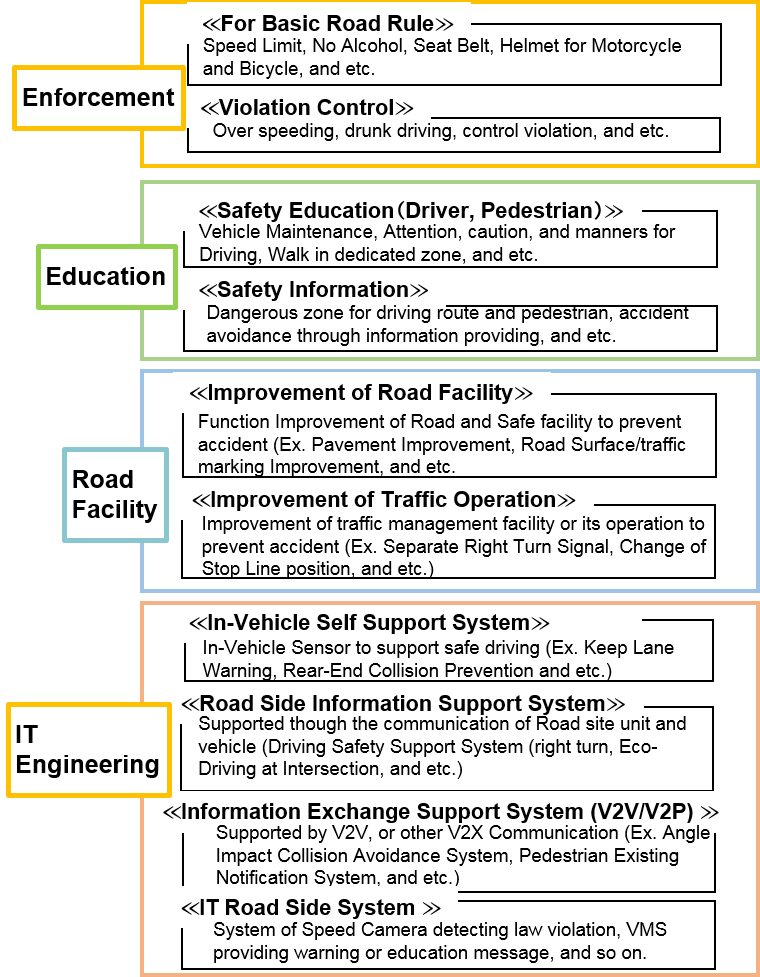 ≪For Basic Road Rule≫
Speed Limit, No Alcohol, Seat Belt, Helmet for Motorcycle
and Bicycle, and etc.
Enforcement
≪Violation Control≫
Over speeding, drunk driving, control violation, and etc.
≪Safety Education(Driver, Pedestrian)≫
Vehicle Maintenance, Attention, caution, and manners for
Driving, Walk in dedicated zone, and etc.
Education
≪Safety Information≫
Dangerous zone for driving route and pedestrian, accident
avoidance through information providing, and etc.
≪Improvement of Road Facility≫
Function Improvement of Road and Safe facility to prevent
accident (Ex. Pavement Improvement, Road Surface/traffic
marking Improvement, and etc.
Road
Facility
≪Improvement of Traffic Operation≫
Improvement of traffic management facility or its operation to
prevent accident (Ex. Separate Right Turn Signal, Change of
Stop Line position, and etc.)
≪In-Vehicle Self Support System≫
In-Vehicle Sensor to support safe driving (Ex. Keep Lane
Warning, Rear-End Collision Prevention and etc.)
≪Road Side Information Support System≫
Supported though the communication of Road site unit and
vehicle (Driving Safety Support System (right turn, Eco-
Driving at Intersection, and etc.)
IT
Engineering
≪Information Exchange Support System (V2V/V2P) ≫
Supported by V2V, or other V2X Communication (Ex. Angle
Impact Collision Avoidance System, Pedestrian Existing
Notification System, and etc.)
≪IT Road Side System ≫
System of Speed Camera detecting law violation, VMS
providing warning or education message, and so on.